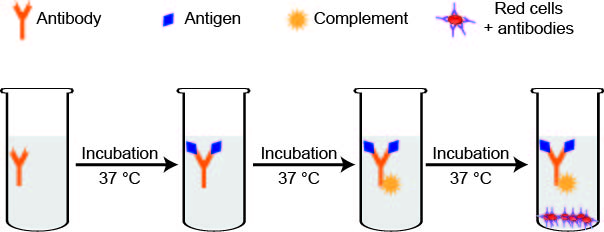 Antibody
Antigen
Complement
Red cells
+ antibodies
Incubation
37 °C
Incubation
37 °C
Incubation
37 °C